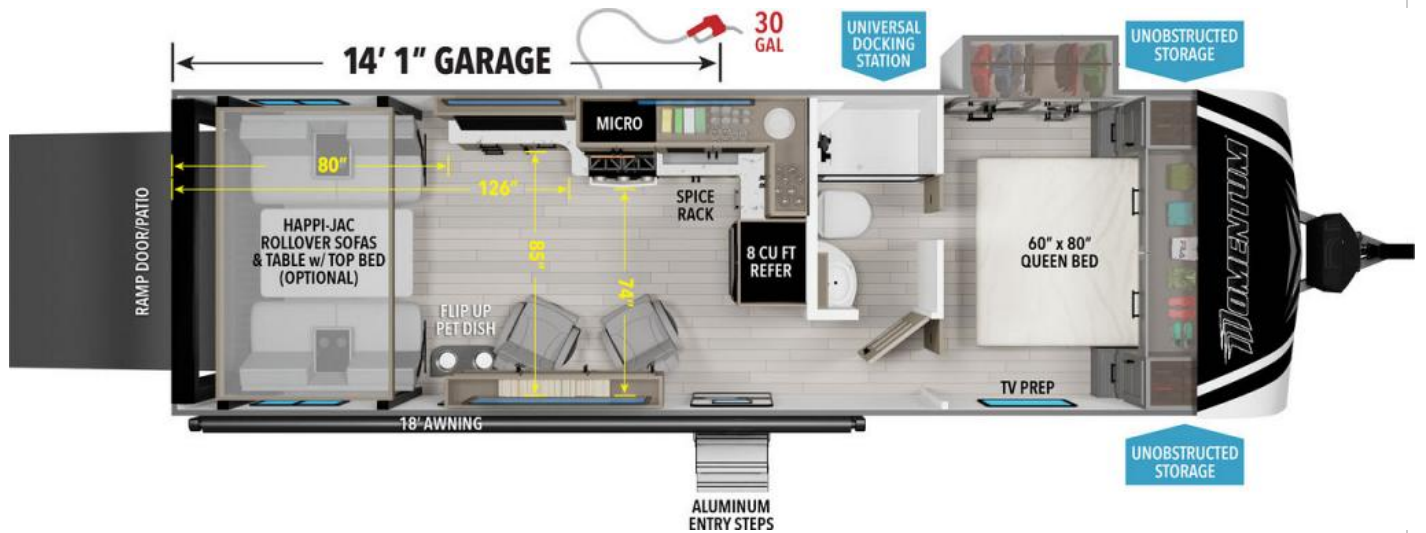 30
GAL
14' 1" GARAGE
UNIVERSAL
DOCKING
STATION
UNOBSTRUCTED
STORAGE
MICRO
80"
126"
SPICE
RACK
HAPPI-JAC
ROLLOVER SOFAS
& TABLE w/ TOP BED
(OPTIONAL)
85"
74"
8 CU FT
REFER
60" x 80"
QUEEN BED
RAMP DOOR/PATIO
FLIP UP
PET DISH
MOMENTUM
TV PREP
18' AWNING
UNOBSTRUCTED
STORAGE
ALUMINUM
ENTRY STEPS